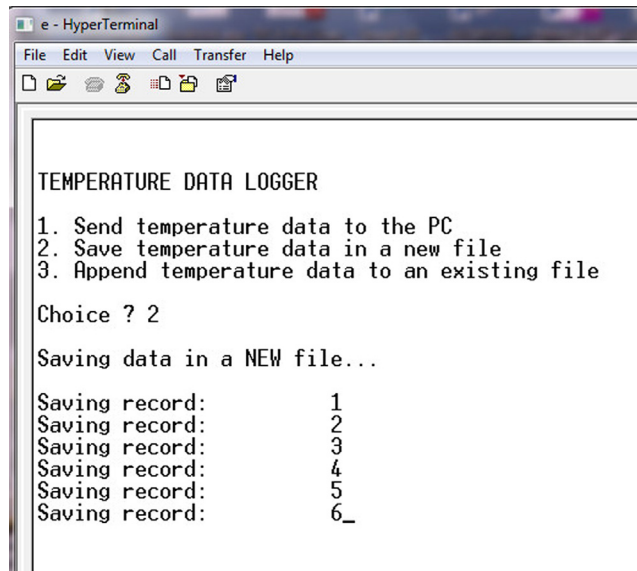 e - HyperTerminal
File Edit View Call Transfer Help
TEMPERATURE DATA LOGGER
1. Send temperature data to the PC
2. Save temperature data in a new file
3. Append temperature data to an existing file
Choice ? 2
Saving data in a NEW file...
Saving record: 1
Saving record: 2
Saving record: 3
Saving record: 4
Saving record: 5
Saving record: 6_